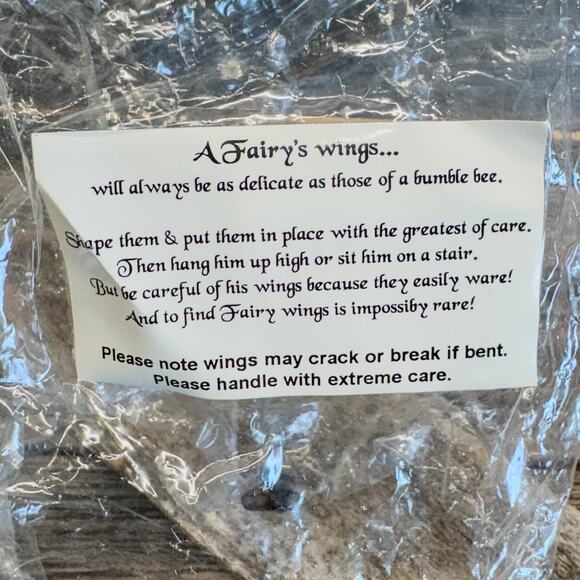 A Fairy's wings...
will always be as delicate as those of a bumble bee.
Shape them & put them in place with the greatest of care.
Then hang him up high or sit him on a stair.
But be careful of his wings because they easily ware!
And to find Fairy wings is impossiby rare!
Please note wings may crack or break if bent.
Please handle with extreme care.